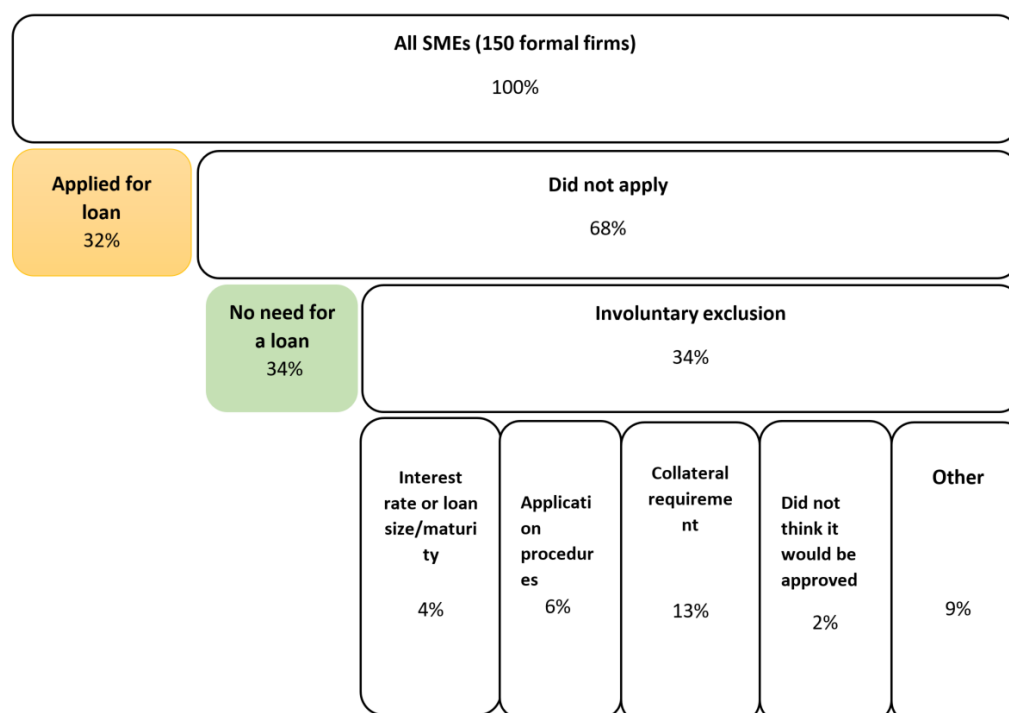 All SMEs (150 formal firms)
100%
Applied for
loan
32%
Did not apply
68%
No need for
a loan
34%
Involuntary exclusion
34%
Interest
rate or loan
size/maturi
ty
4%
Applicati
on
procedur
es
6%
Collateral
requireme
nt
13%
Did not
think it
would be
approved
2%
Other
9%